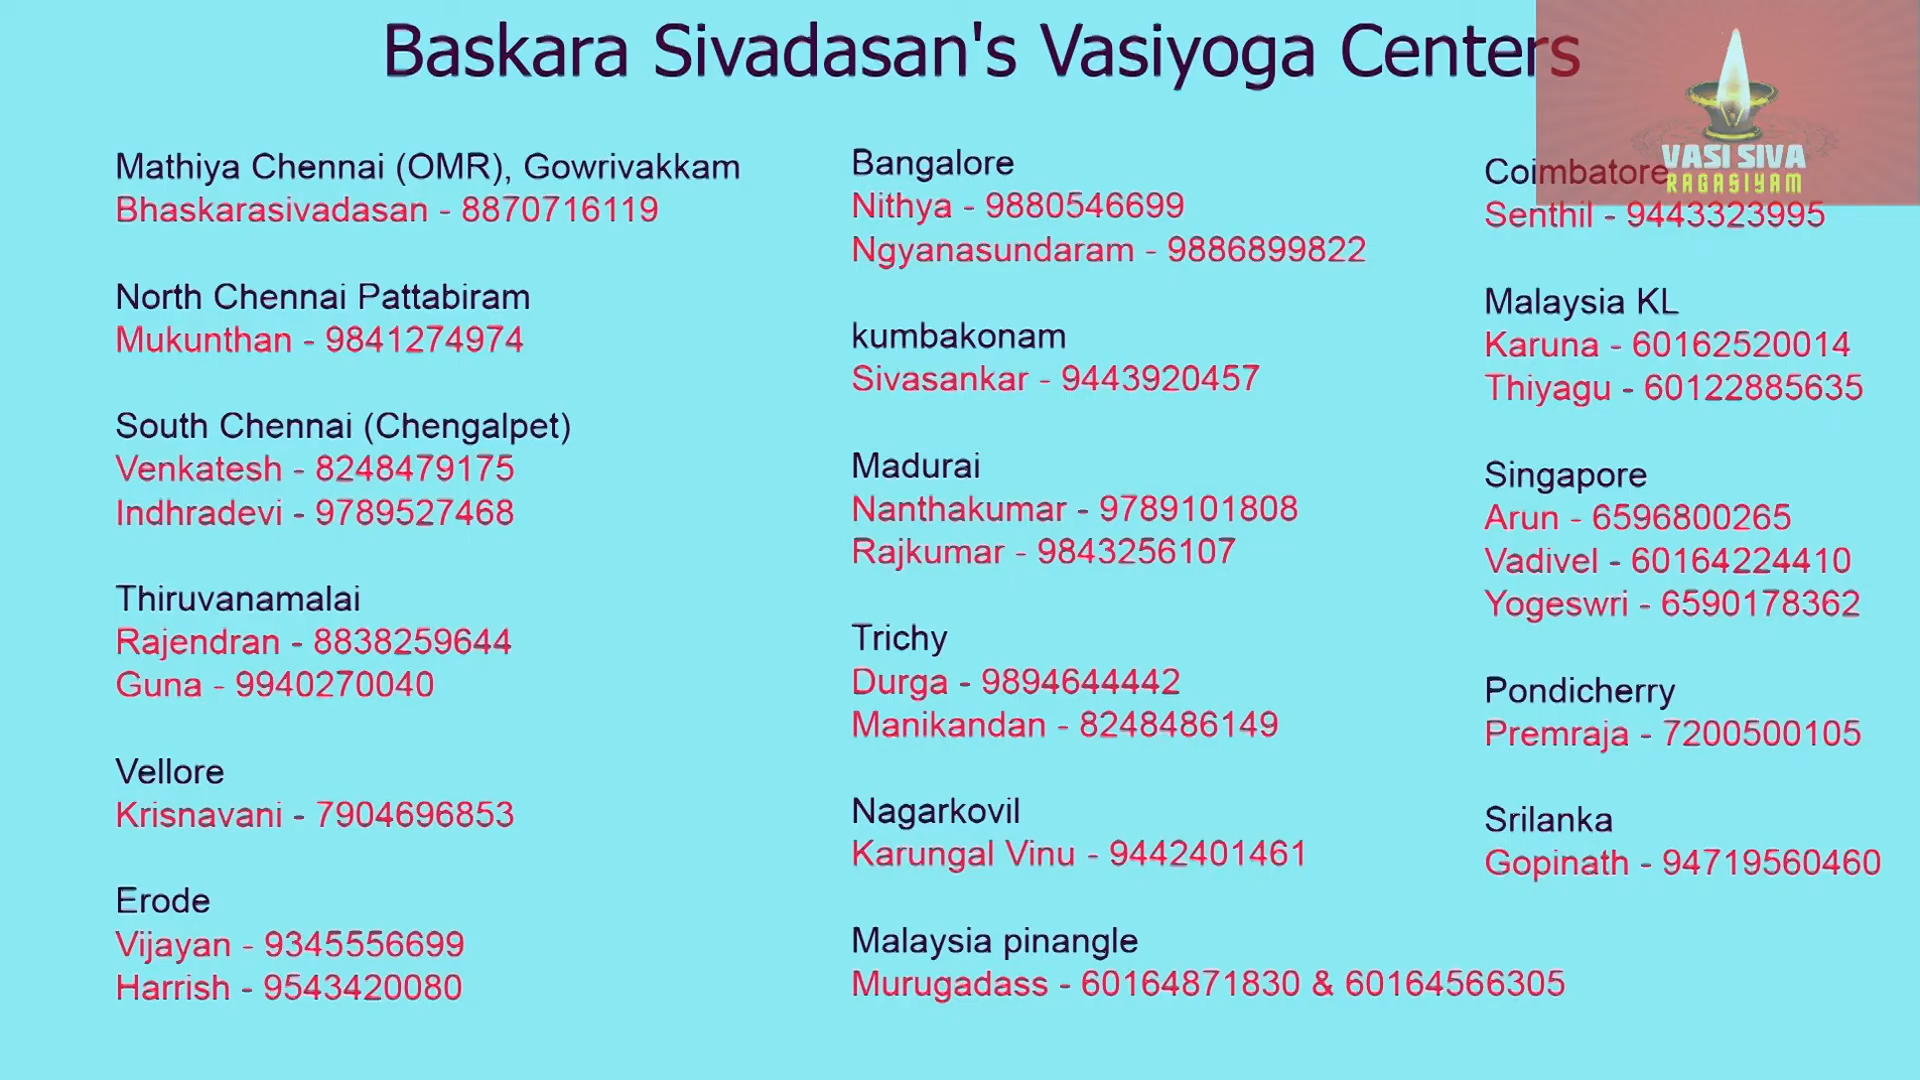 Baskara Sivadasan's Vasiyoga Centers
VASI SIVA
RAGASIYAM
Mathiya Chennai (OMR), Gowrivakkam
Bhaskarasivadasan - 8870716119
North Chennai Pattabiram
Mukunthan - 9841274974
South Chennai (Chengalpet)
Venkatesh - 8248479175
Indhradevi - 9789527468
Thiruvanamalai
Rajendran - 8838259644
Guna - 9940270040
Vellore
Krisnavani - 7904696853
Erode
Vijayan - 9345556699
Harrish - 9543420080
Bangalore
Nithya - 9880546699
Ngyanasundaram - 9886899822
kumbakonam
Sivasankar - 9443920457
Madurai
Nanthakumar - 9789101808
Rajkumar - 9843256107
Trichy
Durga - 9894644442
Manikandan - 8248486149
Nagarkovil
Karungal Vinu - 9442401461
Malaysia pinangle
Murugadass - 60164871830 & 60164566305
Coimbatore
Senthil - 9443323995
Malaysia KL
Karuna - 60162520014
Thiyagu - 60122885635
Singapore
Arun - 6596800265
Vadivel - 60164224410
Yogeswri - 6590178362
Pondicherry
Premraja - 7200500105
Srilanka
Gopinath - 94719560460